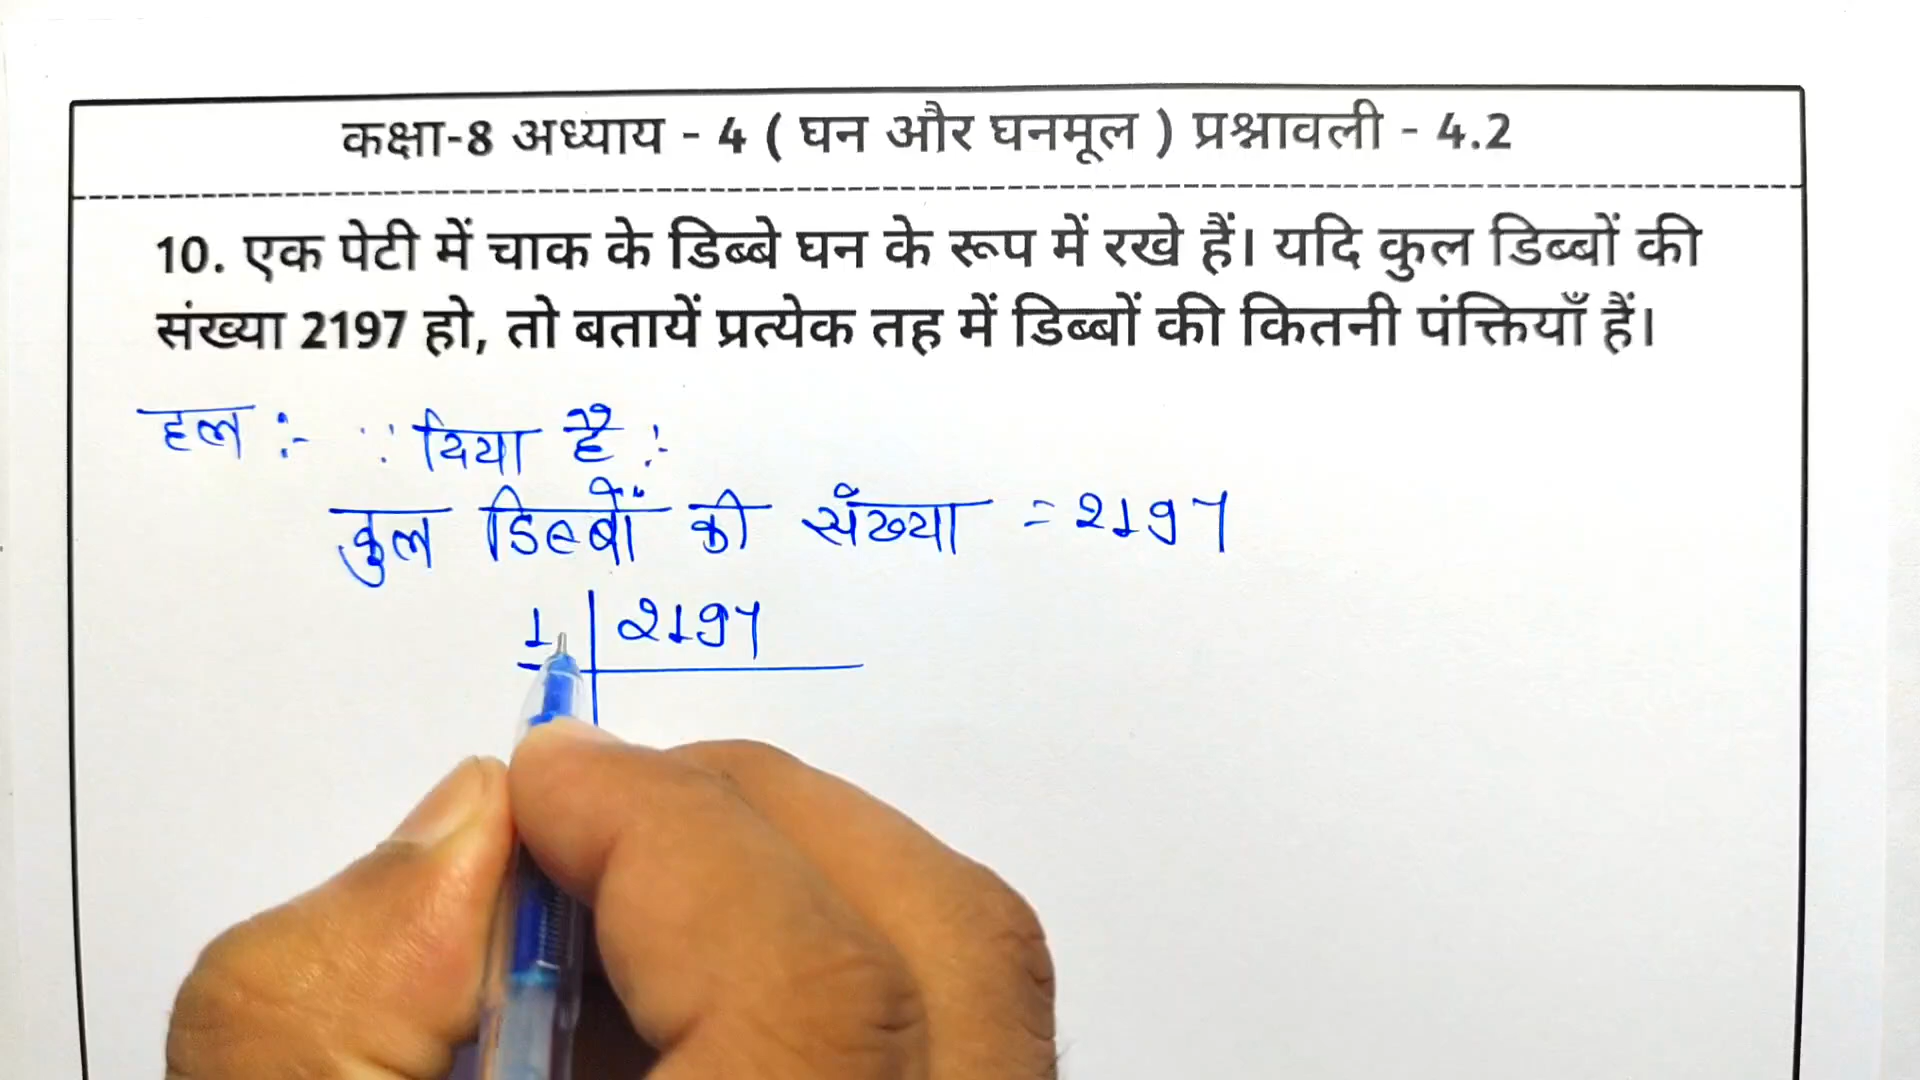 कक्षा-8 अध्याय - 4 ( घन और घनमूल ) प्रश्नावली - 4.2
10. एक पेटी में चाक के डिब्बे घन के रूप में रखे हैं। यदि कुल डिब्बों की
संख्या 2197 हो, तो बतायें प्रत्येक तह में डिब्बों की कितनी पंक्तियाँ हैं।
हल :- ∵ दिया है :-
कुल डिब्बों की संख्या = 2197
1 | 2197